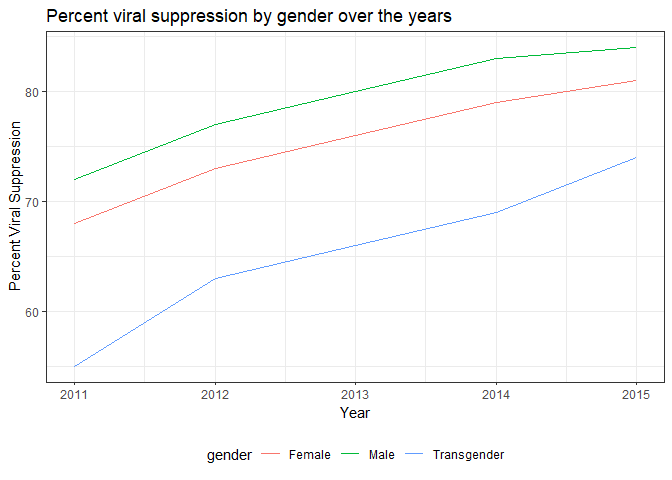 Percent viral suppression by gender over the years
Percent Viral Suppression
80
70
60
2011 2012 2013 2014 2015
Year
gender Female Male Transgender